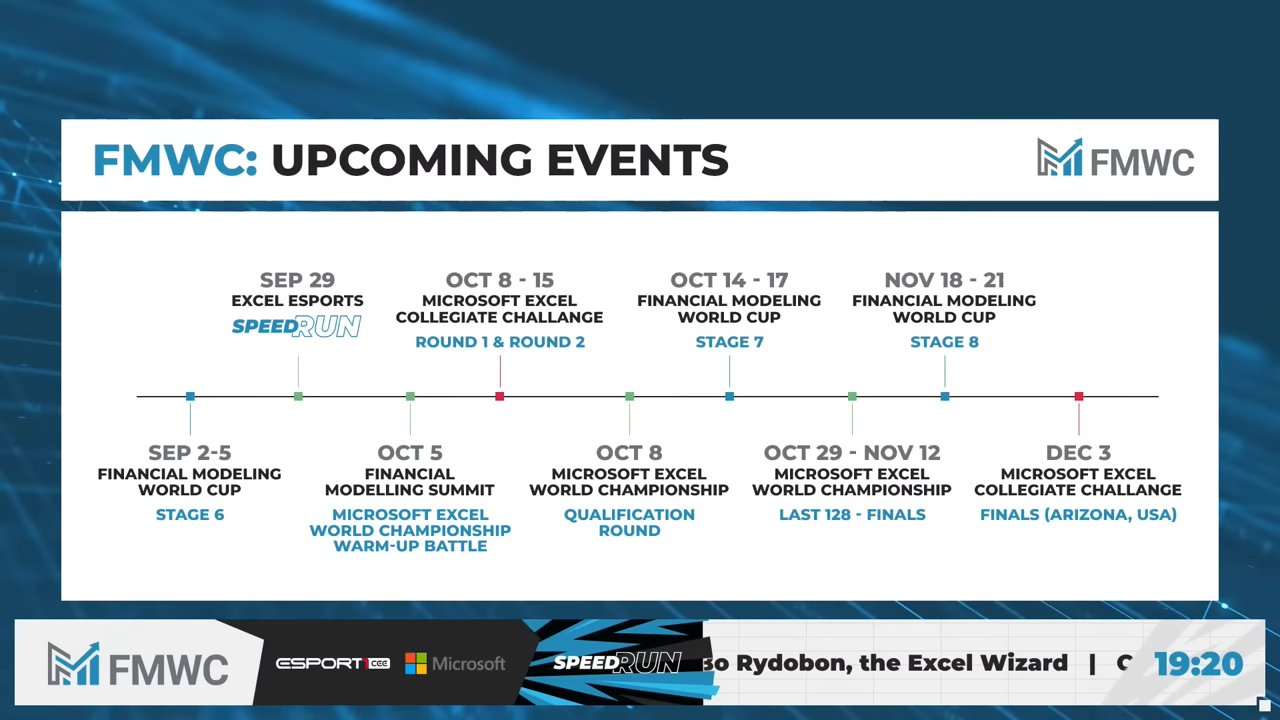 FMWC: UPCOMING EVENTS
FMWC
SEP 29
EXCEL ESPORTS
SPEEDRUN
OCT 8 - 15
MICROSOFT EXCEL
COLLEGIATE CHALLANGE
ROUND 1 & ROUND 2
OCT 14 - 17
FINANCIAL MODELING
WORLD CUP
STAGE 7
NOV 18 - 21
FINANCIAL MODELING
WORLD CUP
STAGE 8
SEP 2-5
FINANCIAL MODELING
WORLD CUP
STAGE 6
OCT 5
FINANCIAL
MODELLING SUMMIT
MICROSOFT EXCEL
WORLD CHAMPIONSHIP
WARM-UP BATTLE
OCT 8
MICROSOFT EXCEL
WORLD CHAMPIONSHIP
QUALIFICATION
ROUND
OCT 29 - NOV 12
MICROSOFT EXCEL
WORLD CHAMPIONSHIP
LAST 128 - FINALS
DEC 3
MICROSOFT EXCEL
COLLEGIATE CHALLANGE
FINALS (ARIZONA, USA)
FMWC
ESPORT1 CEE
Microsoft
SPEEDRUN
Rydobon, the Excel Wizard |
19:20